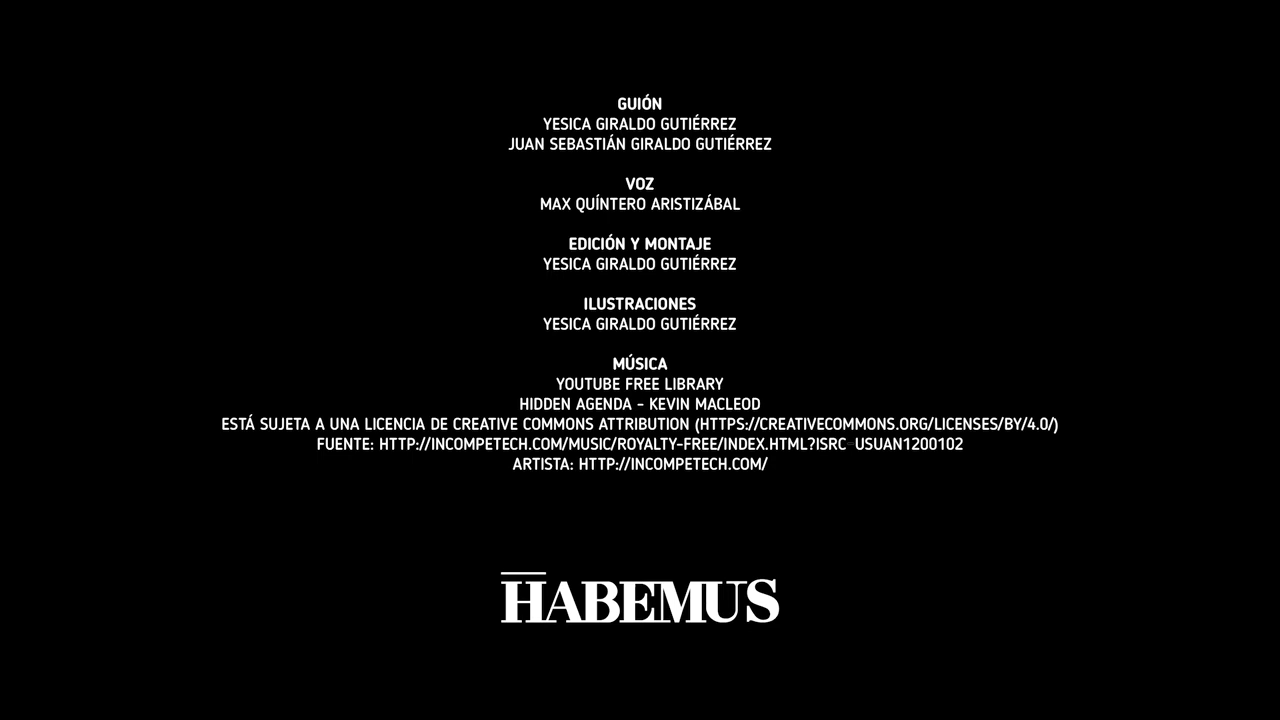 GUIÓN
YESICA GIRALDO GUTIÉRREZ
JUAN SEBASTIÁN GIRALDO GUTIÉRREZ
VOZ
MAX QUÍNTERO ARISTIZÁBAL
EDICIÓN Y MONTAJE
YESICA GIRALDO GUTIÉRREZ
ILUSTRACIONES
YESICA GIRALDO GUTIÉRREZ
MÚSICA
YOUTUBE FREE LIBRARY
HIDDEN AGENDA - KEVIN MACLEOD
ESTÁ SUJETA A UNA LICENCIA DE CREATIVE COMMONS ATTRIBUTION (HTTPS://CREATIVECOMMONS.ORG/LICENSES/BY/4.0/)
FUENTE: HTTP://INCOMPETECH.COM/MUSIC/ROYALTY-FREE/INDEX.HTML?ISRC=USUAN1200102
ARTISTA: HTTP://INCOMPETECH.COM/
HABEMUS